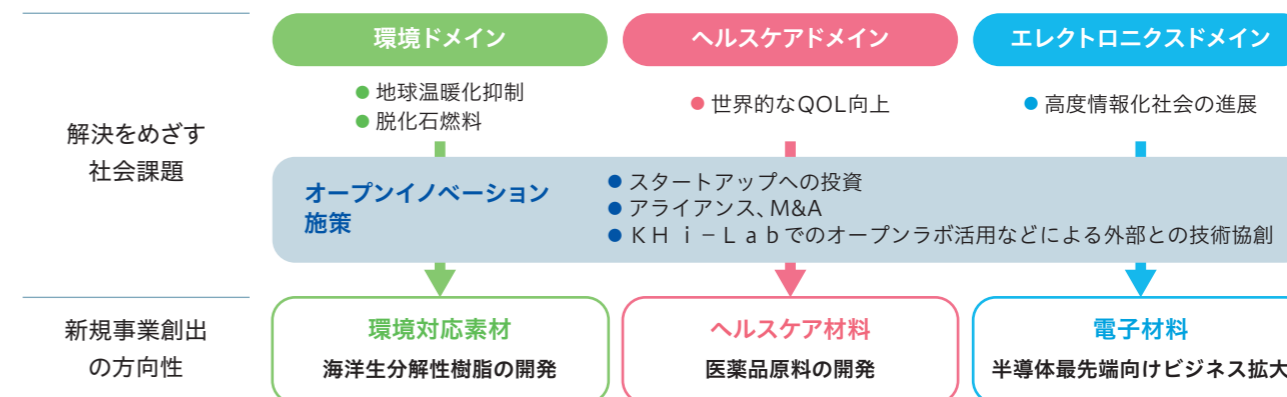 環境ドメイン
ヘルスケアドメイン
エレクトロニクスドメイン
解決をめざす
社会課題
● 地球温暖化抑制
● 脱化石燃料
● 世界的なQOL向上
● 高度情報化社会の進展
オープンイノベーション
施策
● スタートアップへの投資
● アライアンス、M&A
● ＫＨ ｉ－Ｌａｂでのオープンラボ活用などによる外部との技術協創
新規事業創出
の方向性
環境対応素材
海洋生分解性樹脂の開発
ヘルスケア材料
医薬品原料の開発
電子材料
半導体最先端向けビジネス拡大